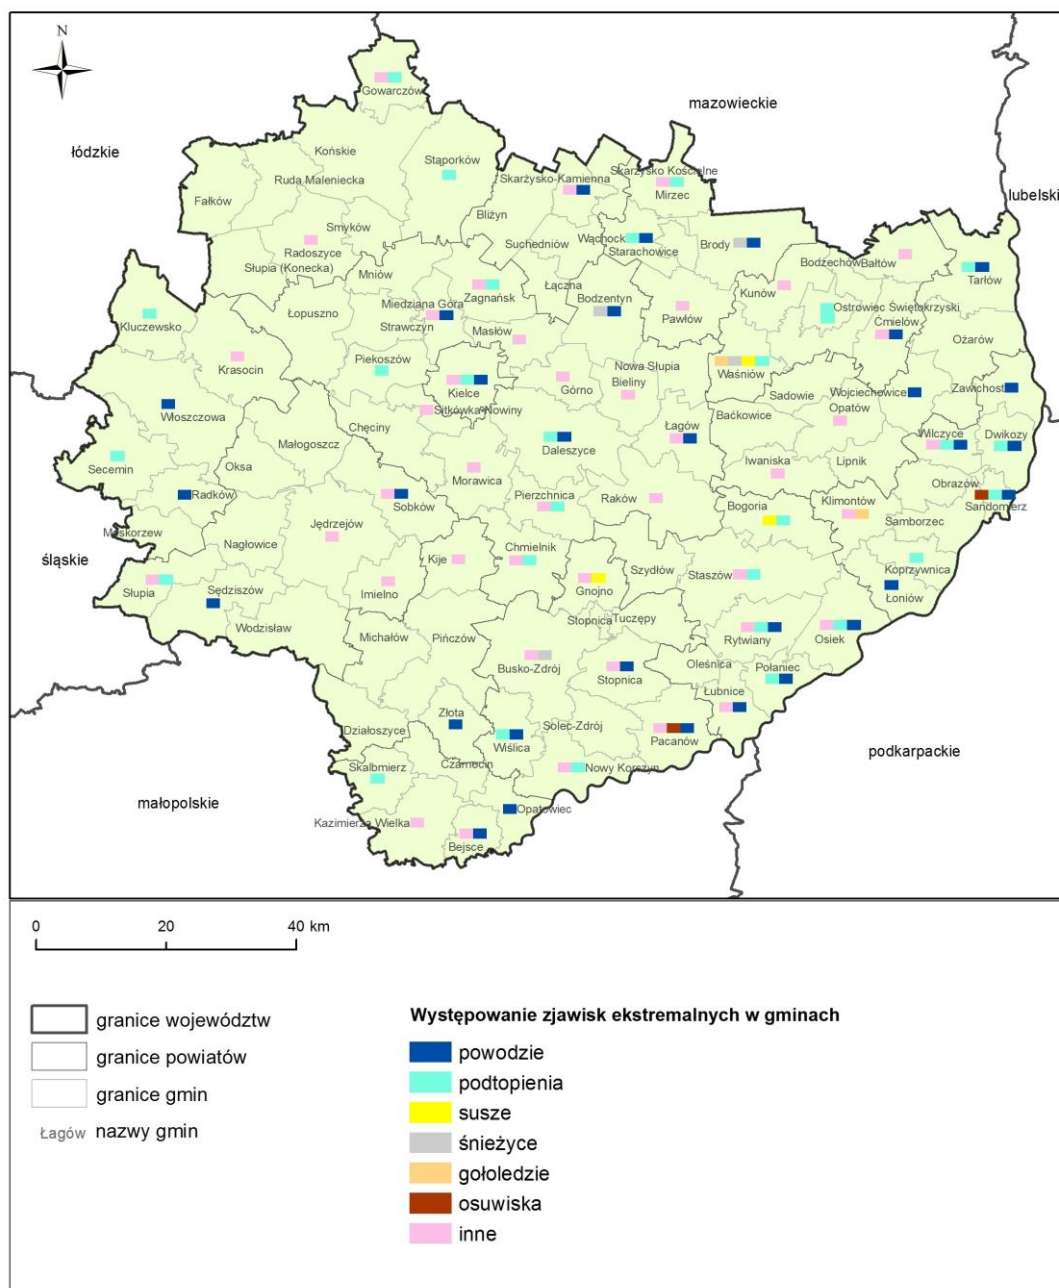 N
mazowieckie
łódzkie
lubelski
Gowarczów
Końskie
Stąporków
Skarżysko Kościelne
Skarżysko-Kamienna
Ruda Maleniecka
Mirzec
Fałków
Bliżyn
Smyków
Wąchock
Suchedniów
Starachowice
Brody
Radoszyce
Bodzechów
Bałtów
Słupia (Konecka)
Mniów
Tarłów
Łączna
Zagnańsk
Kunów
Miedziana Góra
Bodzentyn
Pawłów
Ostrowiec Świętokrzyski
Łopuszno
Kluczewsko
Strawczyn
Masłów
Ćmielów
Ożarów
Piekoszów
Nowa Słupia
Krasocin
Waśniów
Górno
Bieliny
Kielce
Sadowie
Wojciechowice
Zawichost
Włoszczowa
Sitkówka-Nowiny
Baćkowice
Opatów
Chęciny
Łagów
Wilczyce
Dwikozy
Małogoszcz
Daleszyce
Secemin
Oksa
Iwaniska
Lipnik
Morawica
Obrazów
Radków
Pierzchnica
Raków
Klimontów
Sobków
Bogoria
Sandomierz
Samborzec
Jędrzejów
Moskorzew
Nagłowice
śląskie
Kije
Chmielnik
Koprzywnica
Szydłów
Staszów
Słupia
Sędziszów
Imielno
Gnojno
Łoniów
Stopnica
Tuczępy
Wodzisław
Michałów
Pińczów
Rytwiany
Osiek
Busko-Zdrój
Oleśnica
Połaniec
Stopnica
Łubnice
Złota
Działoszyce
Solec-Zdrój
Wiślica
Pacanów
podkarpackie
Skalbmierz
Czarnocin
Nowy Korszyn
małopolskie
Opatowiec
Kazimierza Wielka
Bejsce
0 20 40 km
granice województw
granice powiatów
granice gmin
Łagów nazwy gmin
Występowanie zjawisk ekstremalnych w gminach
powodzie
podtopienia
susze
śnieżyce
gołoledzie
osuwiska
inne